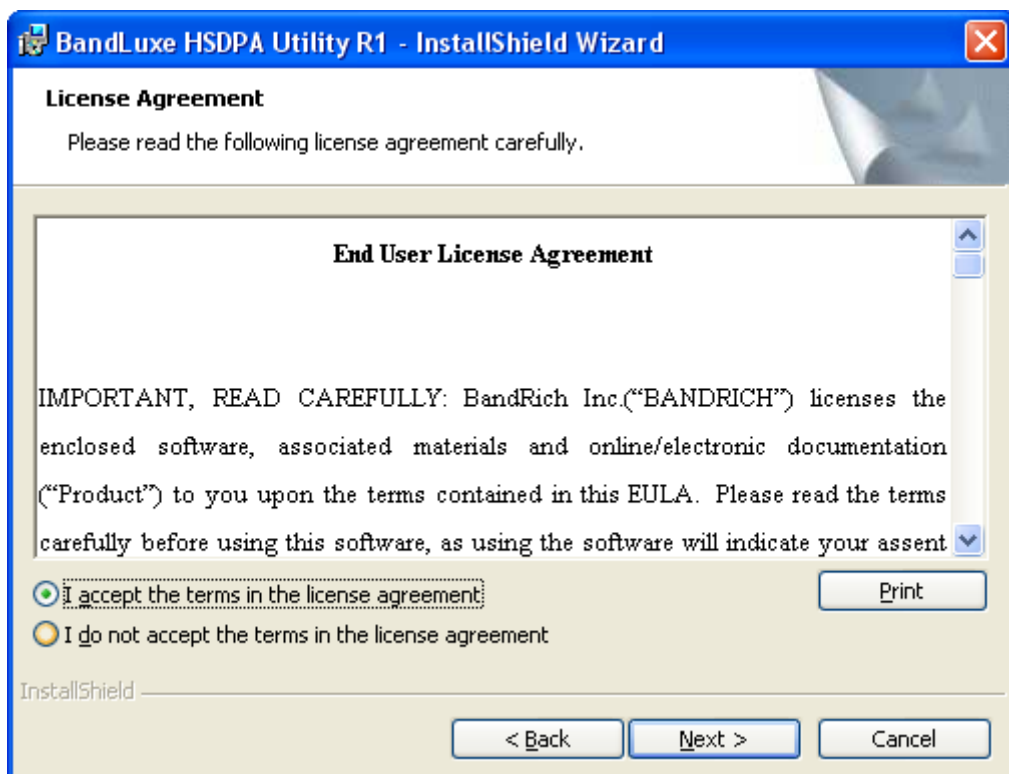 BandLuxe HSDPA Utility R1 - InstallShield Wizard
License Agreement
Please read the following license agreement carefully.
End User License Agreement
IMPORTANT, READ CAREFULLY: BandRich Inc.(“BANDRICH”) licenses the
enclosed software, associated materials and online/electronic documentation
(“Product”) to you upon the terms contained in this EULA. Please read the terms
carefully before using this software, as using the software will indicate your assent
I accept the terms in the license agreement
Print
I do not accept the terms in the license agreement
InstallShield
< Back Next > Cancel